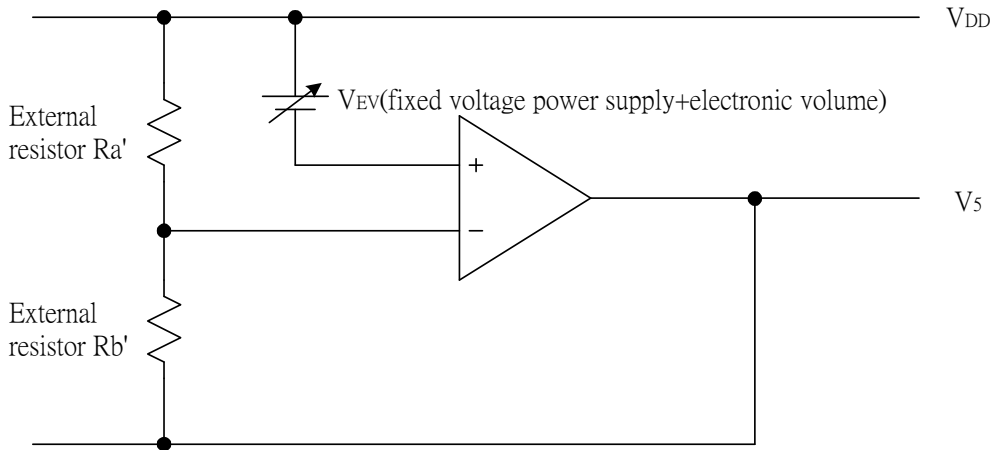 VDD
VEV(fixed voltage power supply+electronic volume)
External
resistor Ra'
+
V5
−
External
resistor Rb'